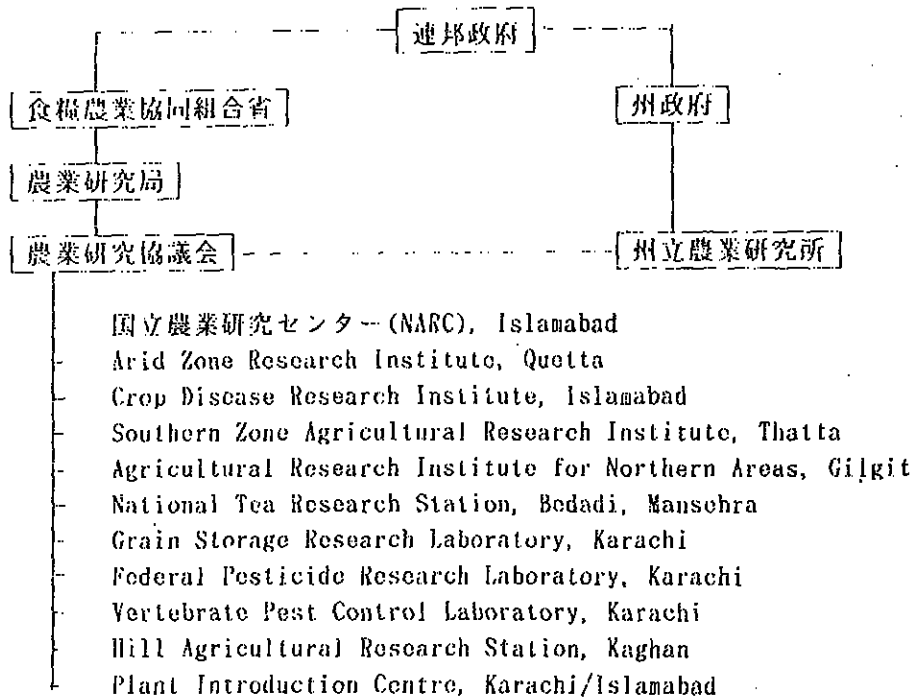 連邦政府
食糧農業協同組合省
州政府
農業研究局
農業研究協議会
州立農業研究所
国立農業研究センター(NARC), Islamabad
Arid Zone Research Institute, Quetta
Crop Disease Research Institute, Islamabad
Southern Zone Agricultural Research Institute, Thatta
Agricultural Research Institute for Northern Areas, Gilgit
National Tea Research Station, Bedadi, Mansehra
Grain Storage Research Laboratory, Karachi
Federal Pesticide Research Laboratory, Karachi
Vertebrate Pest Control Laboratory, Karachi
Hill Agricultural Research Station, Kaghan
Plant Introduction Centre, Karachi/Islamabad